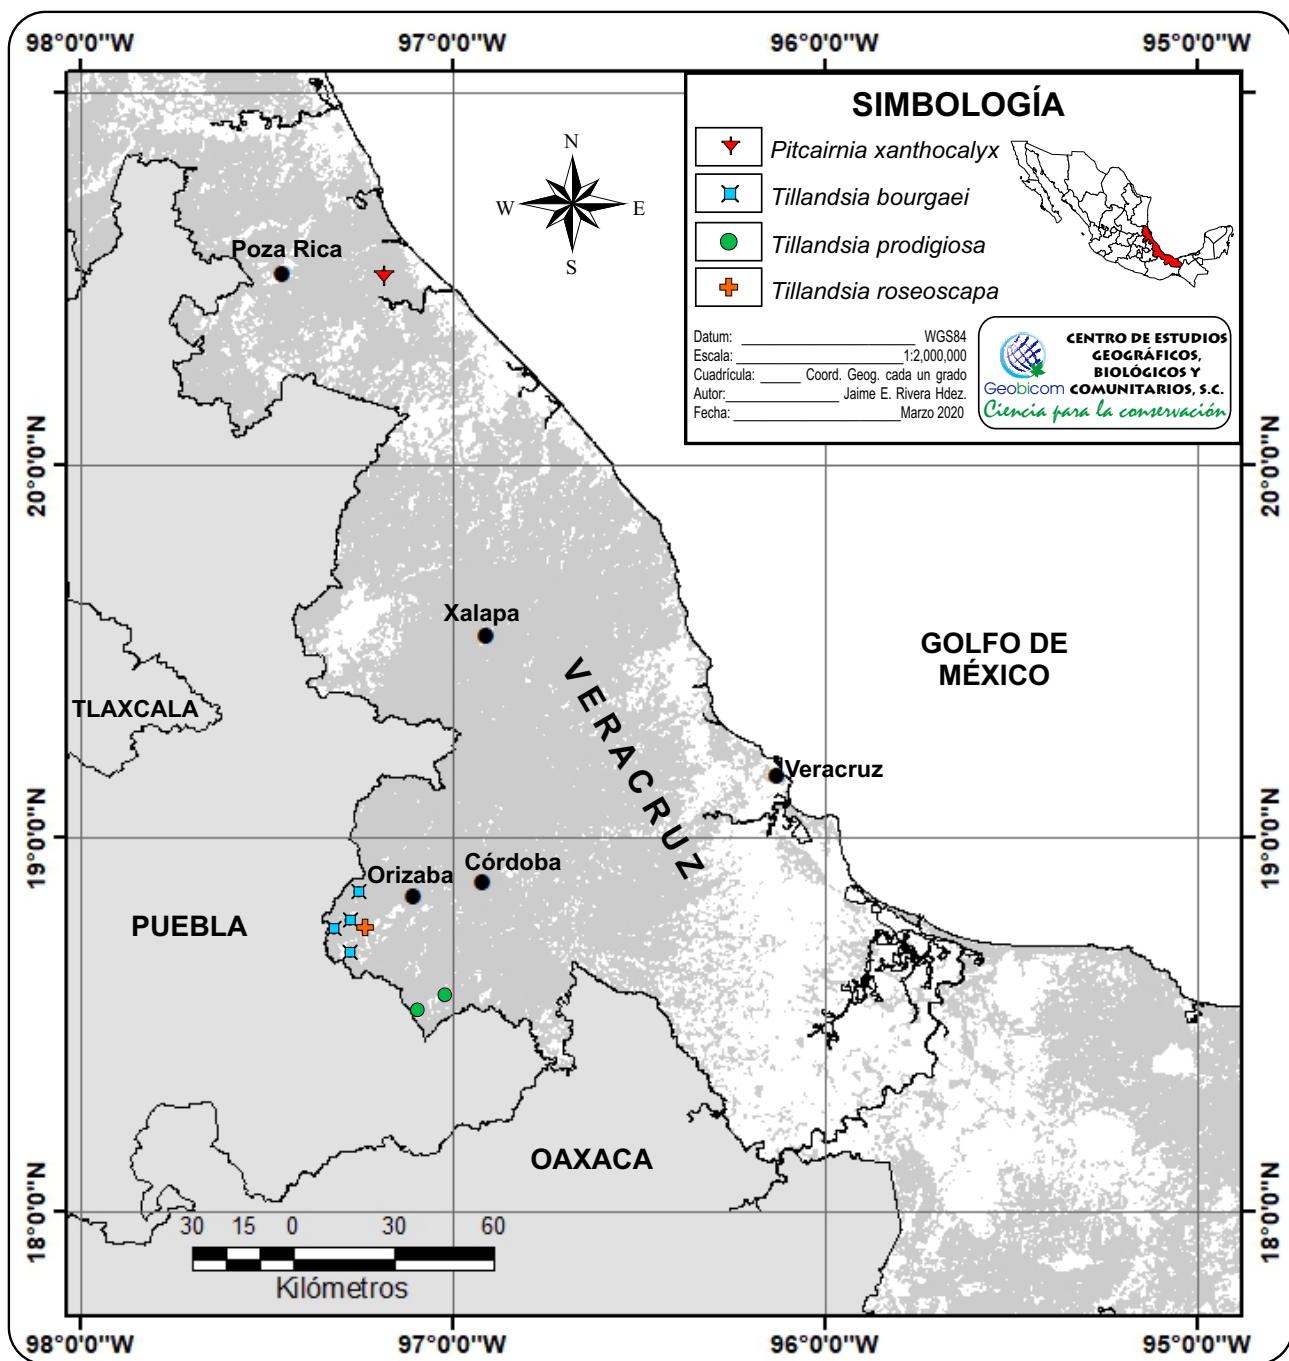 98°0'0"W
97°0'0"W
96°0'0"W
95°0'0"W
SIMBOLOGÍA
Pitcairnia xanthocalyx
Tillandsia bourgaei
Tillandsia prodigiosa
Tillandsia roseoscapa
Datum: WGS84
Escala: 1:2,000,000
Cuadrícula: Coord. Geog. cada un grado
Autor: Jaime E. Rivera Hdez.
Fecha: Marzo 2020
Geobicom
CENTRO DE ESTUDIOS
GEOGRÁFICOS,
BIOLÓGICOS Y
COMUNITARIOS, S.C.
Ciencia para la conservación
N
W
E
S
Poza Rica
20°0'0"N
20°0'0"N
Xalapa
GOLFO DE
MÉXICO
TLAXCALA
VERACRUZ
Veracruz
19°0'0"N
19°0'0"N
Orizaba
Córdoba
PUEBLA
OAXACA
18°0'0"N
18°0'0"N
30 15 0 30 60
Kilómetros
98°0'0"W
97°0'0"W
96°0'0"W
95°0'0"W